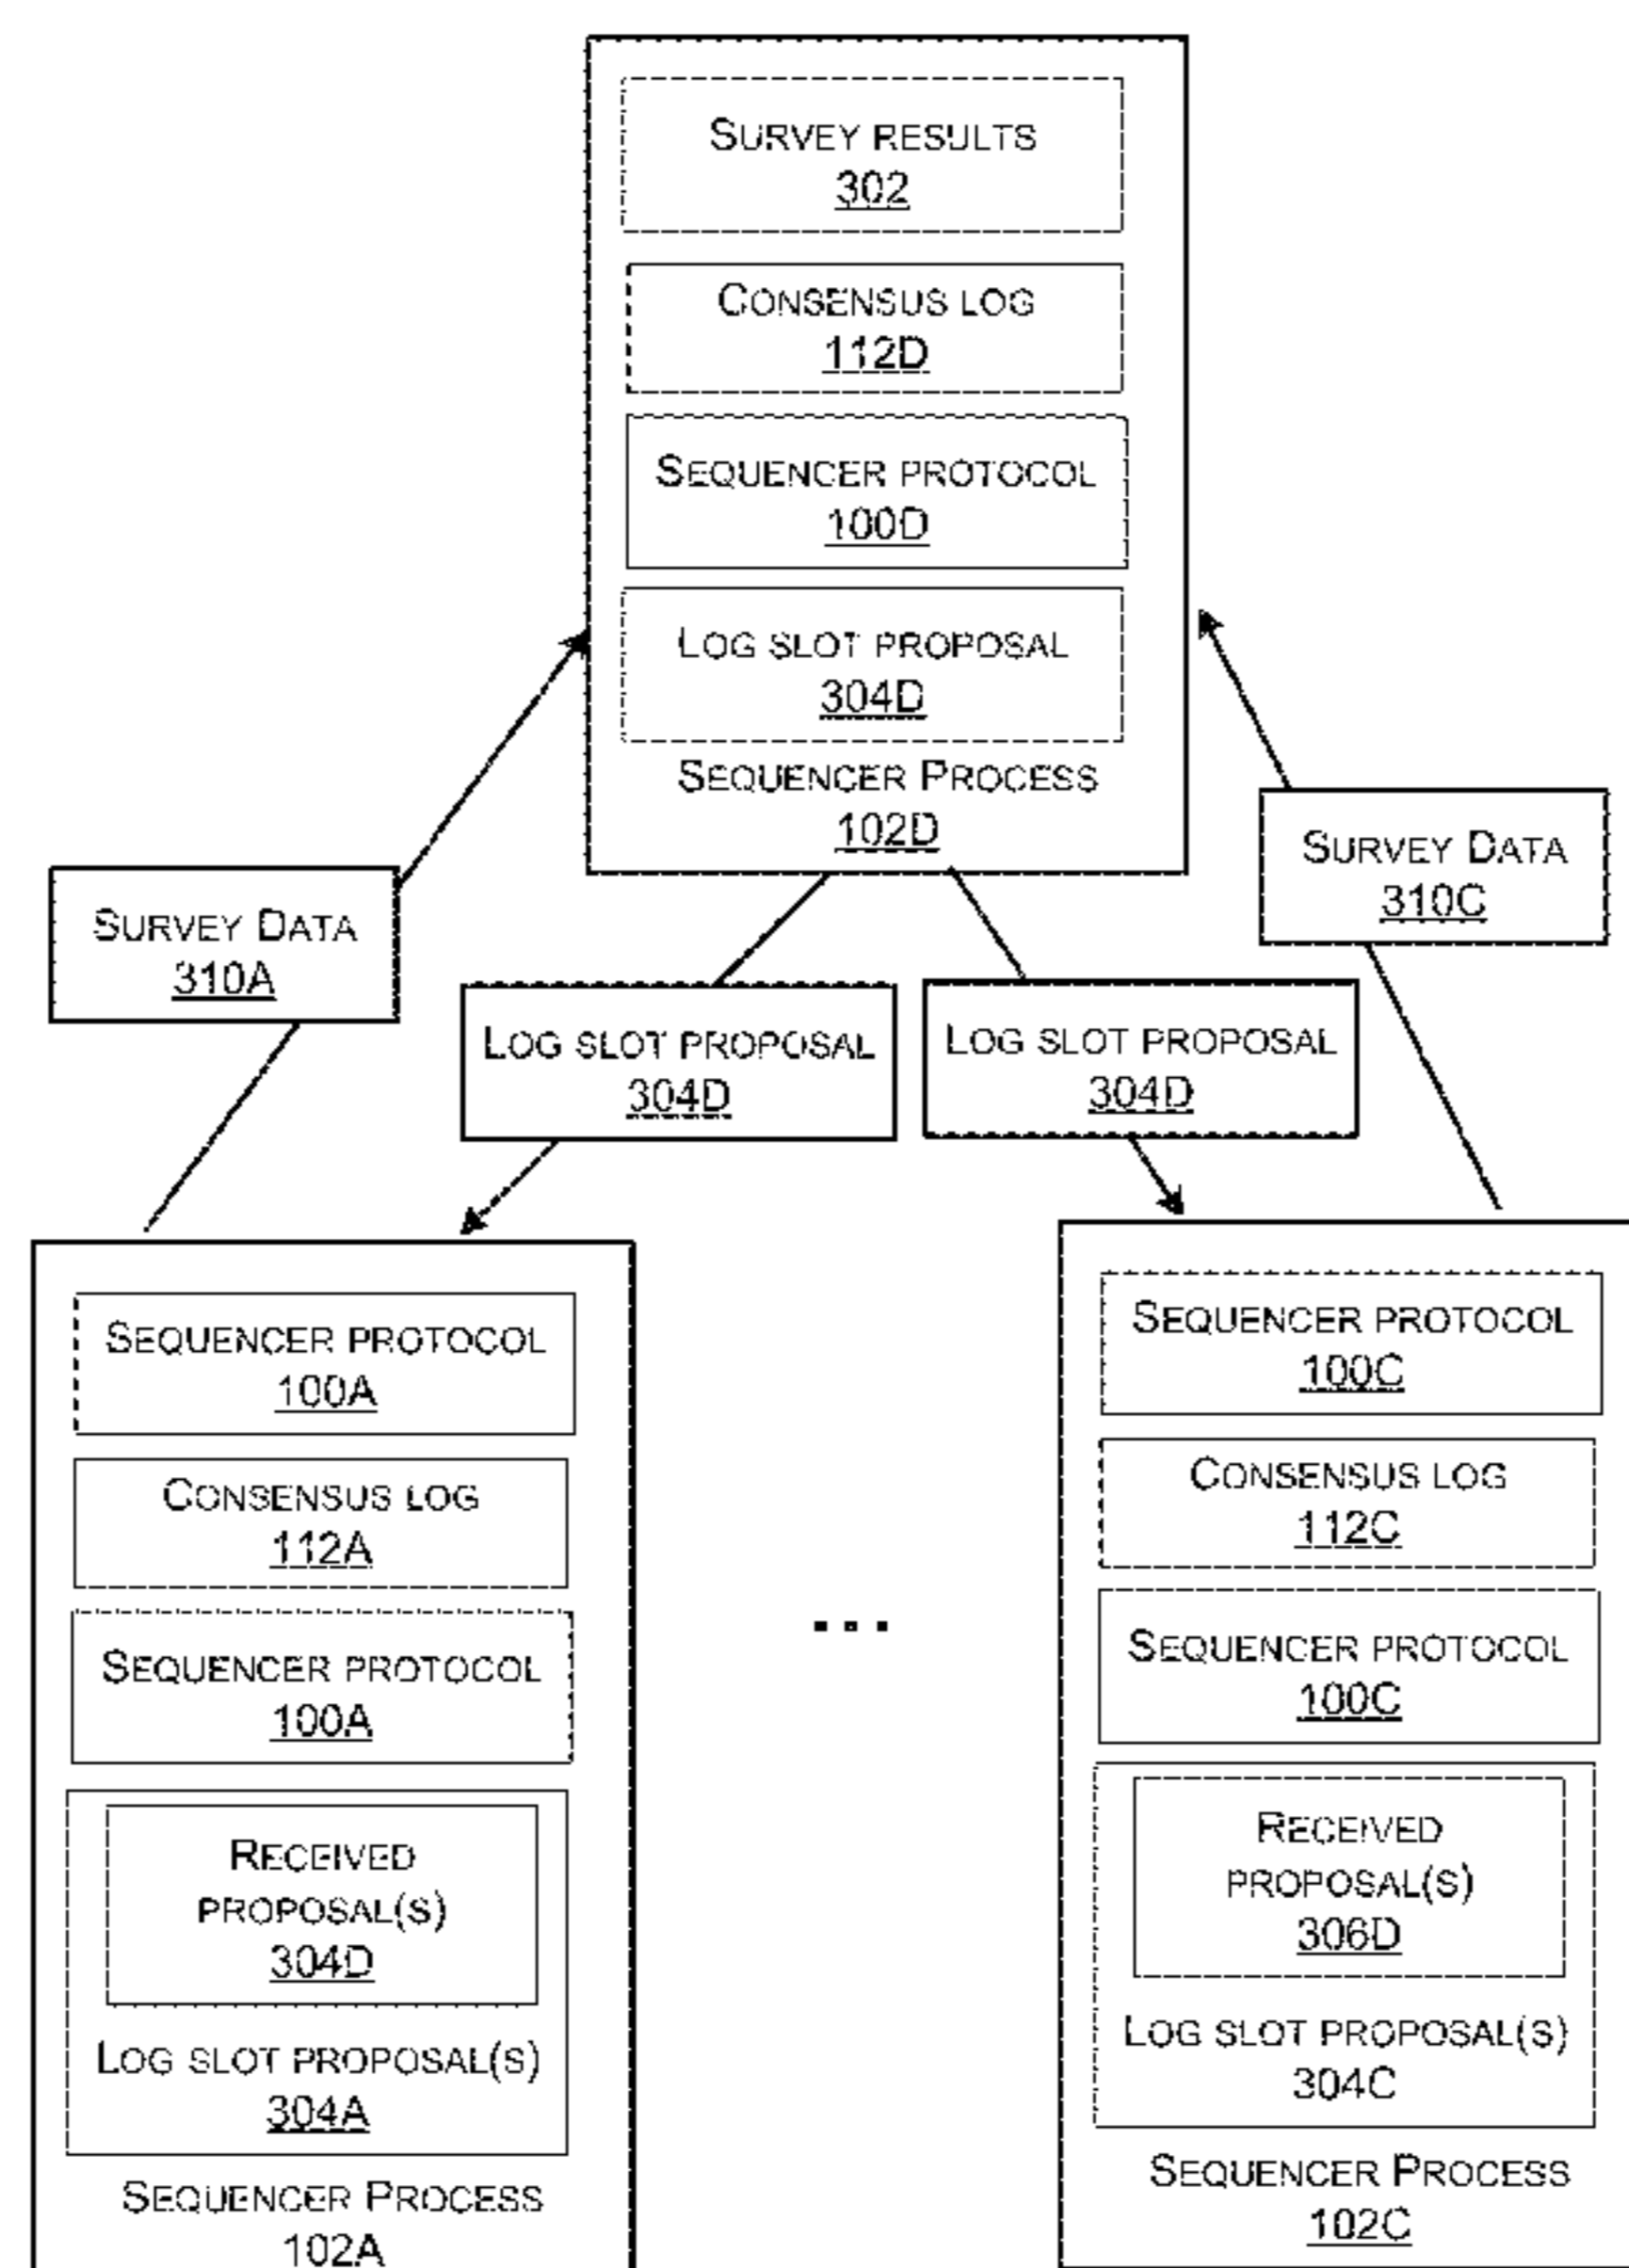 SURVEY RESULTS
302
CONSENSUS LOG
112D
SEQUENCER PROTOCOL
100D
LOG SLOT PROPOSAL
304D
SEQUENCER PROCESS
102D
SURVEY DATA
310A
SURVEY DATA
310C
LOG SLOT PROPOSAL
304D
LOG SLOT PROPOSAL
304D
SEQUENCER PROTOCOL
100A
CONSENSUS LOG
112A
SEQUENCER PROTOCOL
100A
RECEIVED
PROPOSAL(S)
304D
LOG SLOT PROPOSAL(S)
304A
SEQUENCER PROCESS
102A
...
SEQUENCER PROTOCOL
100C
CONSENSUS LOG
112C
SEQUENCER PROTOCOL
100C
RECEIVED
PROPOSAL(S)
306D
LOG SLOT PROPOSAL(S)
304C
SEQUENCER PROCESS
102C